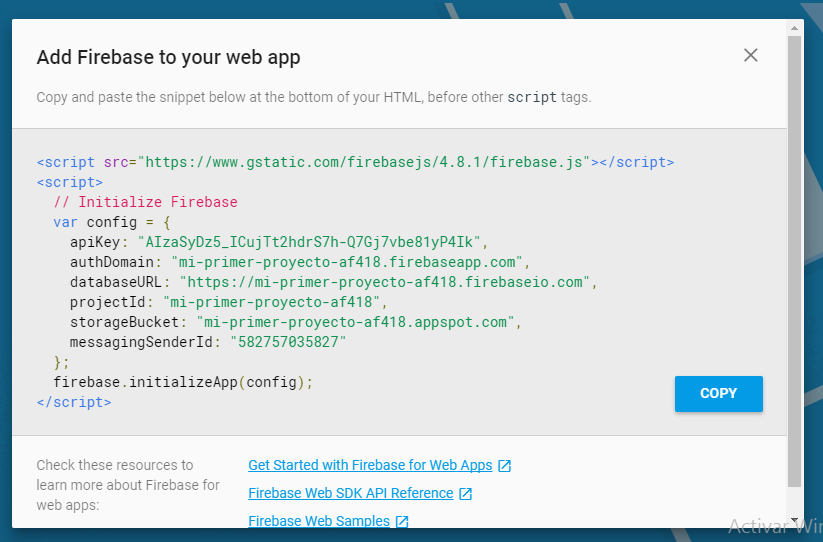 Add Firebase to your web app
Copy and paste the snippet below at the bottom of your HTML, before other script tags.
<script src="https://www.gstatic.com/firebasejs/4.8.1/firebase.js"></script>
<script>
// Initialize Firebase
var config = {
apiKey: "AIzaSyDz5_ICujTt2hdrS7h-Q7Gj7vbe81yP4Ik",
authDomain: "mi-primer-proyecto-af418.firebaseapp.com",
databaseURL: "https://mi-primer-proyecto-af418.firebaseio.com",
projectId: "mi-primer-proyecto-af418",
storageBucket: "mi-primer-proyecto-af418.appspot.com",
messagingSenderId: "582757035827"
};
firebase.initializeApp(config);
</script>
COPY
Check these resources to
learn more about Firebase for
web apps:
Get Started with Firebase for Web Apps
Firebase Web SDK API Reference
Firebase Web Samples
Activar Win